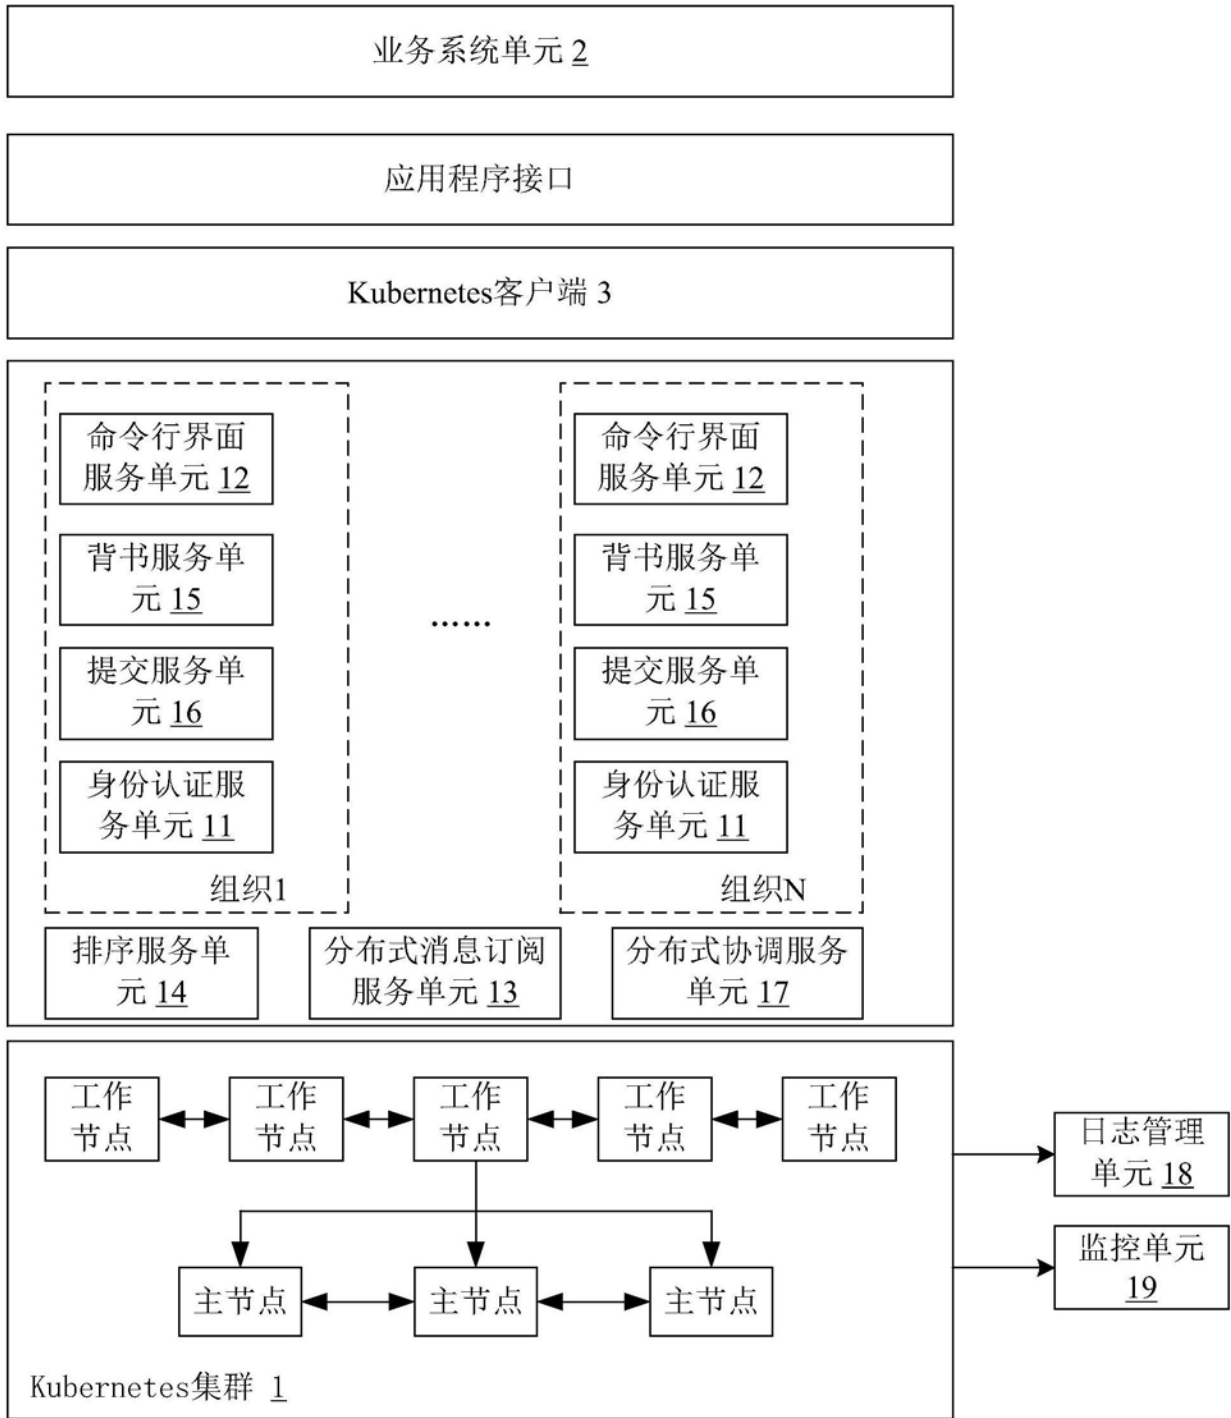 业务系统单元 2
应用程序接口
Kubernetes客户端 3
命令行界面
服务单元 12
背书服务单
元 15
提交服务单
元 16
身份认证服
务单元 11
组织1
……
命令行界面
服务单元 12
背书服务单
元 15
提交服务单
元 16
身份认证服
务单元 11
组织N
排序服务单
元 14
分布式消息订阅
服务单元 13
分布式协调服务
单元 17
工作
节点
工作
节点
工作
节点
工作
节点
工作
节点
主节点
主节点
主节点
Kubernetes集群 1
日志管理
单元 18
监控单元
19